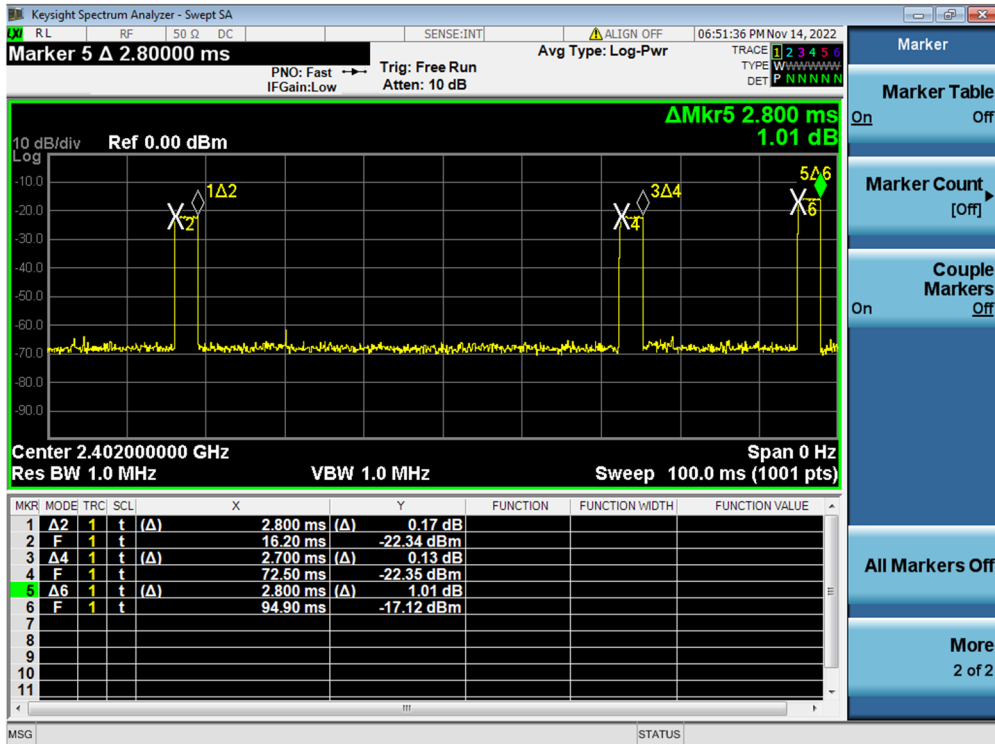 Keysight Spectrum Analyzer - Swept SA
LXI RL RF 50 Ω DC SENSE:INT ALIGN OFF 06:51:36 PM Nov 14, 2022
Marker 5 Δ 2.80000 ms
PNO: Fast
IFGain:Low
Trig: Free Run
Atten: 10 dB
Avg Type: Log-Pwr
TRACE 1 2 3 4 5 6
TYPE WWWWWW
DET P N N N N N
ΔMkr5 2.800 ms
1.01 dB
10 dB/div
Log
Ref 0.00 dBm
-10.0
-20.0
-30.0
-40.0
-50.0
-60.0
-70.0
-80.0
-90.0
1Δ2
2
3Δ4
4
5Δ6
6
Center 2.402000000 GHz Span 0 Hz
Res BW 1.0 MHz VBW 1.0 MHz Sweep 100.0 ms (1001 pts)
MKR MODE TRC SCL X Y FUNCTION FUNCTION WIDTH FUNCTION VALUE
1 Δ2 1 t (Δ) 2.800 ms (Δ) 0.17 dB
2 F 1 t 16.20 ms -22.34 dBm
3 Δ4 1 t (Δ) 2.700 ms (Δ) 0.13 dB
4 F 1 t 72.50 ms -22.35 dBm
5 Δ6 1 t (Δ) 2.800 ms (Δ) 1.01 dB
6 F 1 t 94.90 ms -17.12 dBm
7
8
9
10
11
MSG STATUS
Marker
Marker Table
On Off
Marker Count
[Off]
Couple
Markers
On Off
All Markers Off
More
2 of 2